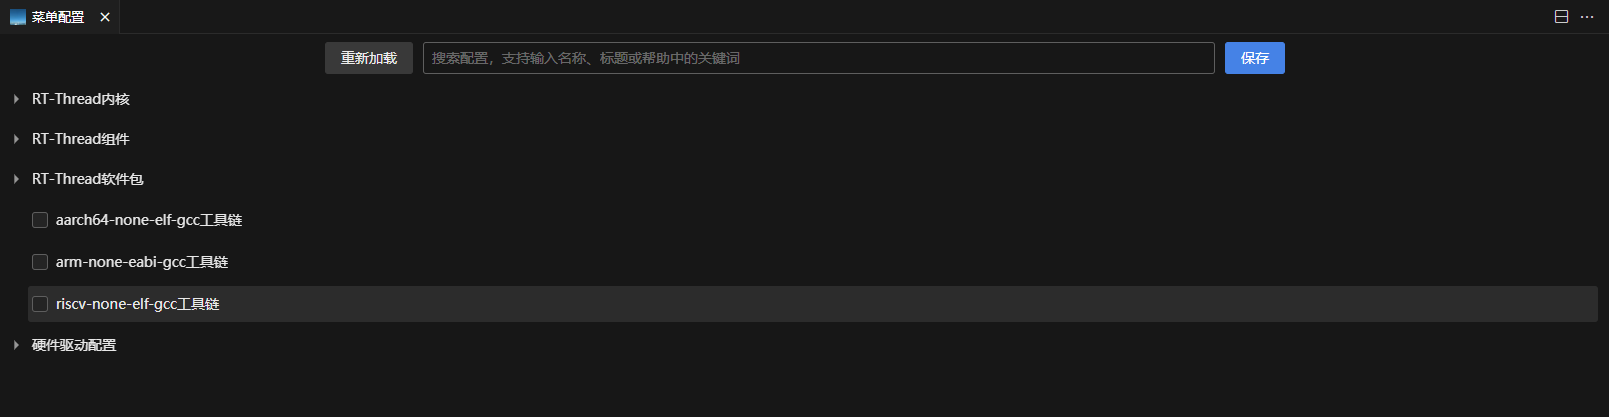 菜单配置
重新加载 搜索配置，支持输入名称、标题或帮助中的关键词 保存
RT-Thread内核
RT-Thread组件
RT-Thread软件包
aarch64-none-elf-gcc工具链
arm-none-eabi-gcc工具链
riscv-none-elf-gcc工具链
硬件驱动配置